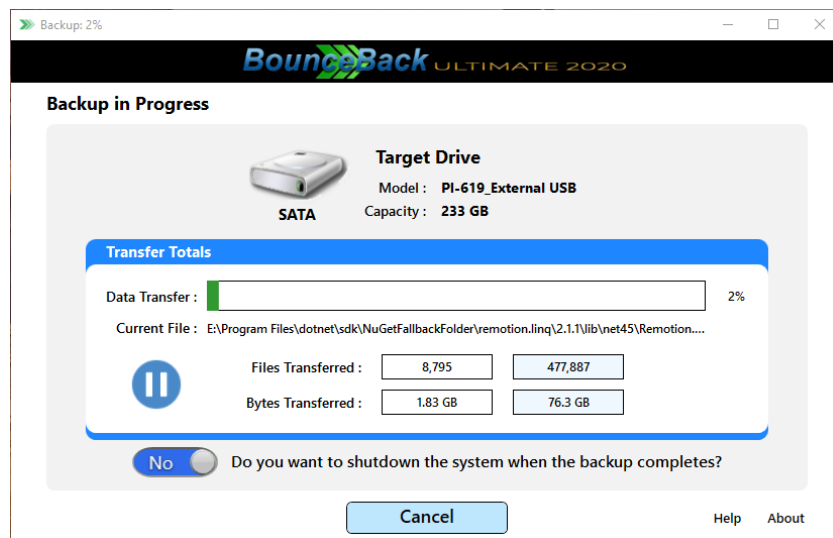 Backup: 2%
BounceBack ULTIMATE 2020
Backup in Progress
Target Drive
Model : PI-619_External USB
SATA
Capacity : 233 GB
Transfer Totals
Data Transfer : 2%
Current File : E:\Program Files\dotnet\sdk\NuGetFallbackFolder\remotion.linq\2.1.1\lib\net45\Remotion....
Files Transferred : 8,795 477,887
Bytes Transferred : 1.83 GB 76.3 GB
No Do you want to shutdown the system when the backup completes?
Cancel Help About